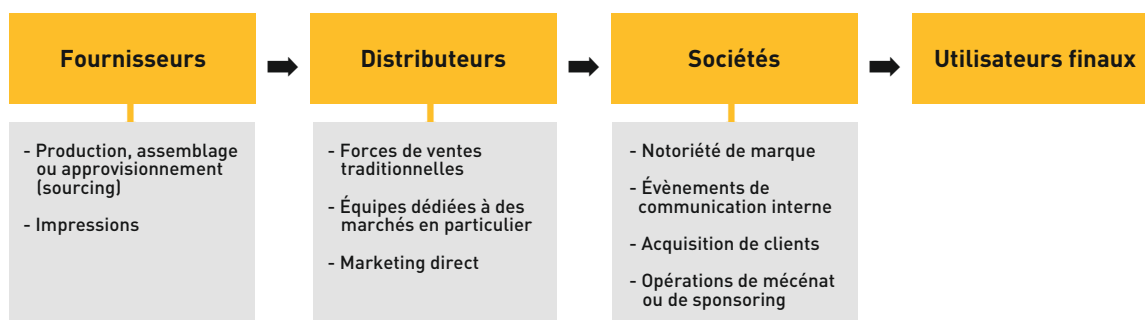 Fournisseurs
Distributeurs
Sociétés
Utilisateurs finaux
- Production, assemblage
ou approvisionnement
(sourcing)
- Impressions
- Forces de ventes
traditionnelles
- Équipes dédiées à des
marchés en particulier
- Marketing direct
- Notoriété de marque
- Évènements de
communication interne
- Acquisition de clients
- Opérations de mécénat
ou de sponsoring